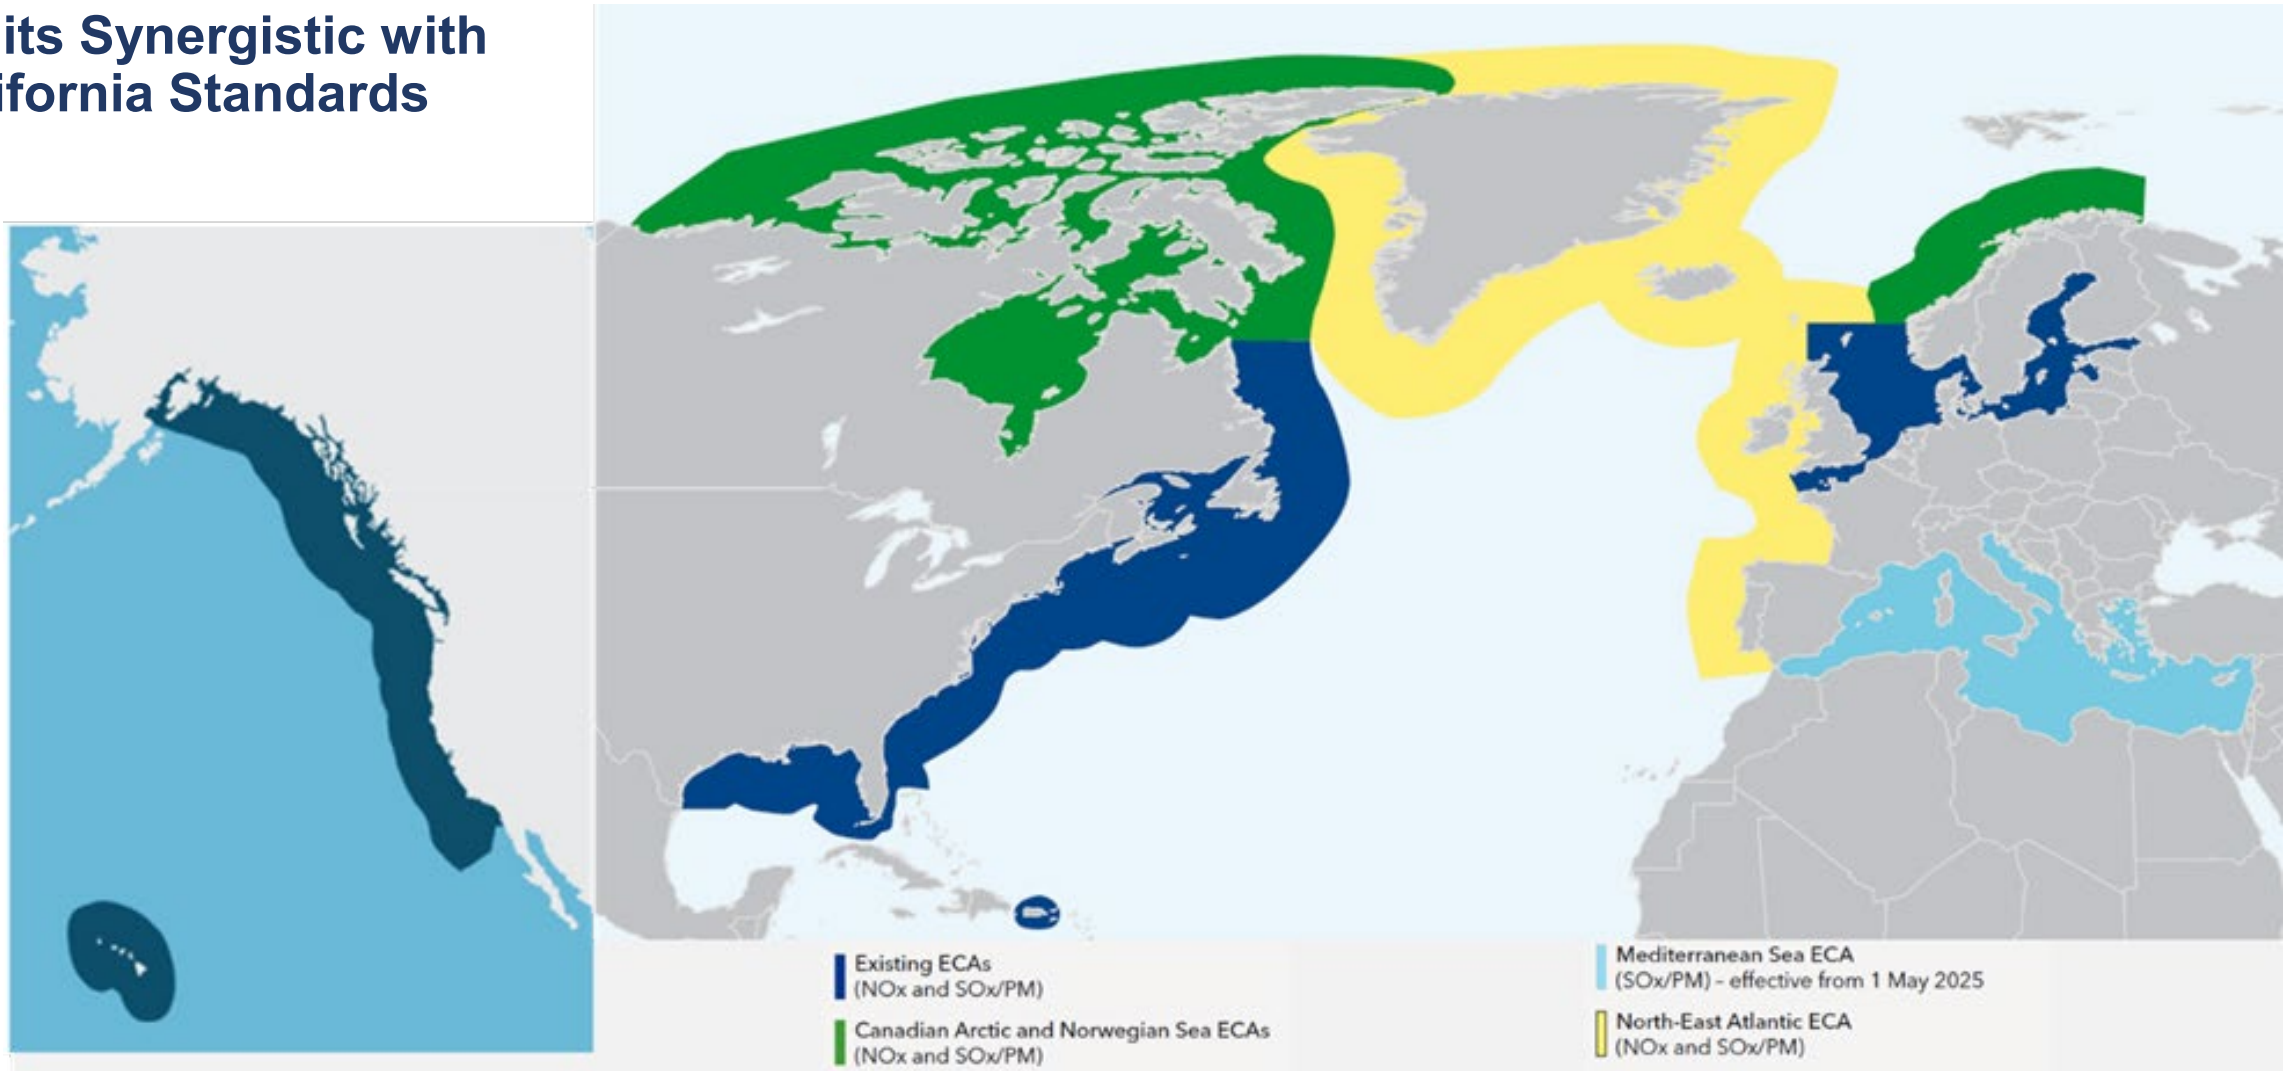 its Synergistic with
ifornia Standards
Existing ECAs
(NOx and SOx/PM)
Canadian Arctic and Norwegian Sea ECAs
(NOx and SOx/PM)
Mediterranean Sea ECA
(SOx/PM) – effective from 1 May 2025
North-East Atlantic ECA
(NOx and SOx/PM)